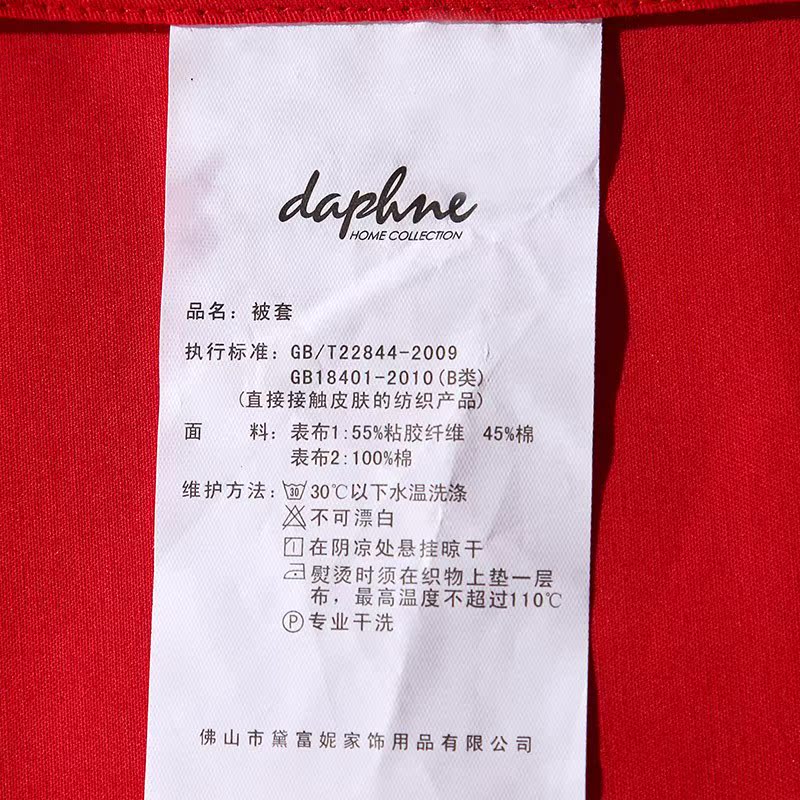 daphne
HOME COLLECTION
品名：被套
执行标准：GB/T22844-2009
GB18401-2010(B类)
(直接接触皮肤的纺织产品)
面 料：表布1:55%粘胶纤维 45%棉
表布2:100%棉
维护方法：30 30℃以下水温洗涤
不可漂白
在阴凉处悬挂晾干
熨烫时须在织物上垫一层
布，最高温度不超过110℃
P 专业干洗
佛山市黛富妮家饰用品有限公司